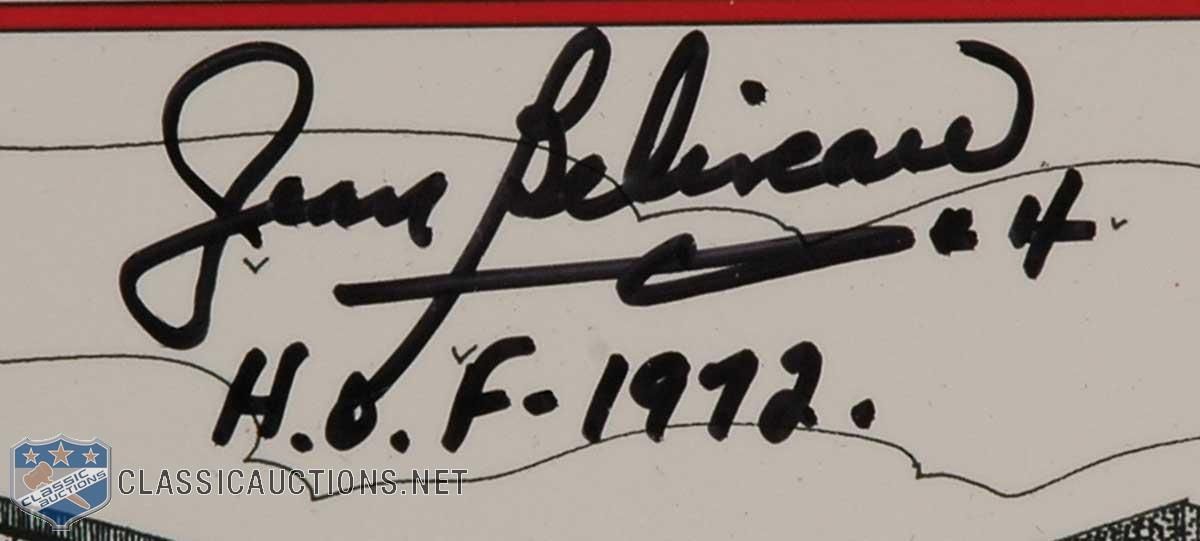 Jean Beliveau
" 4
H.O.F-1972.
CLASSIC
AUCTIONS
CLASSICAUCTIONS.NET